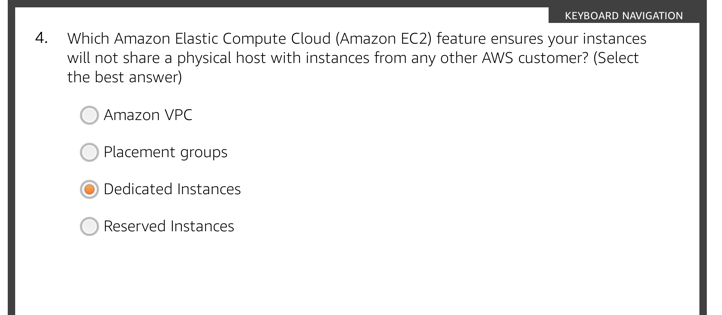 KEYBOARD NAVIGATION
4. Which Amazon Elastic Compute Cloud (Amazon EC2) feature ensures your instances
will not share a physical host with instances from any other AWS customer? (Select
the best answer)
Amazon VPC
Placement groups
Dedicated Instances
Reserved Instances